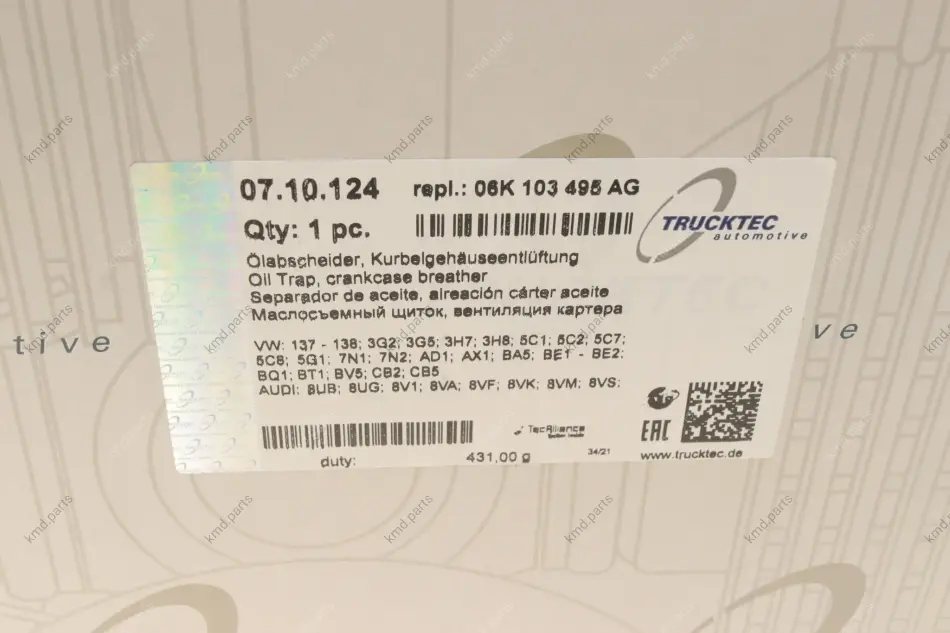 07.10.124 repl.: 06K 103 495 AG
Qty: 1 pc.
TRUCKTEC
automotive
Ölabscheider, Kurbelgehäuseentlüftung
Oil Trap, crankcase breather
Separador de aceite, aireación cárter aceite
Маслосъемный щиток, вентиляция картера
VW: 137 - 138; 3G2; 3G5; 3H7; 3H8; 5C1; 5C2; 5C7;
5C8; 5G1; 7N1; 7N2; AD1; AX1; BA5; BE1 - BE2;
BQ1; BT1; BV5; CB2; CB5
AUDI: 8UB; 8UG; 8V1; 8VA; 8VF; 8VK; 8VM; 8VS;
TecAlliance
EAC
duty: 431,00 g 34/21 www.trucktec.de
tive
ve
kmd.parts